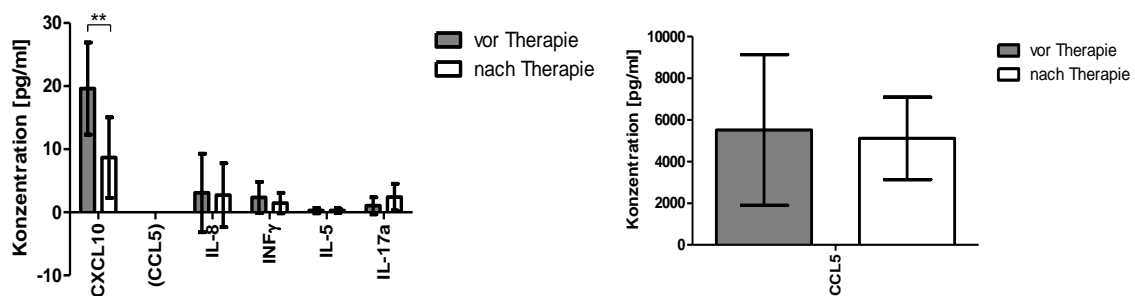 **
30
20
10
0
-10
Konzentration [pg/ml]
vor Therapie
nach Therapie
CXCL10
(CCL5)
IL-8
INFγ
IL-5
IL-17a
10000
8000
6000
4000
2000
0
Konzentration [pg/ml]
vor Therapie
nach Therapie
CCL5